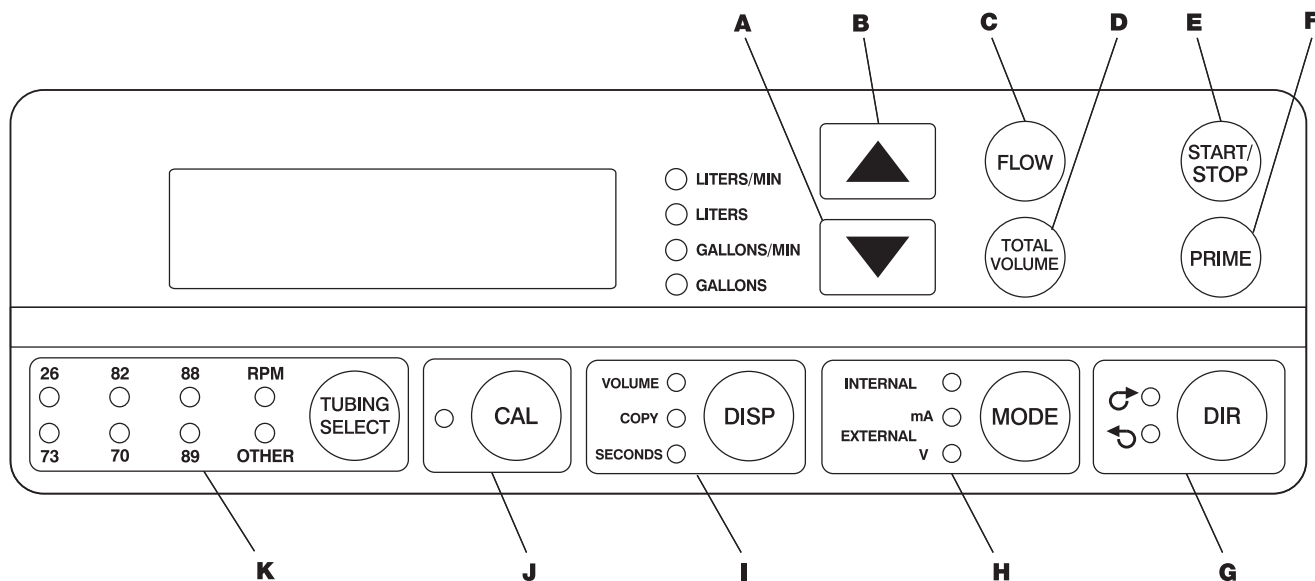 A B C D E F
LITERS/MIN
LITERS
GALLONS/MIN
GALLONS
FLOW
TOTAL
VOLUME
START/
STOP
PRIME
26 82 88 RPM
73 70 89 OTHER
TUBING
SELECT
CAL
VOLUME
COPY
SECONDS
DISP
INTERNAL
mA
EXTERNAL
V
MODE
DIR
K J I H G